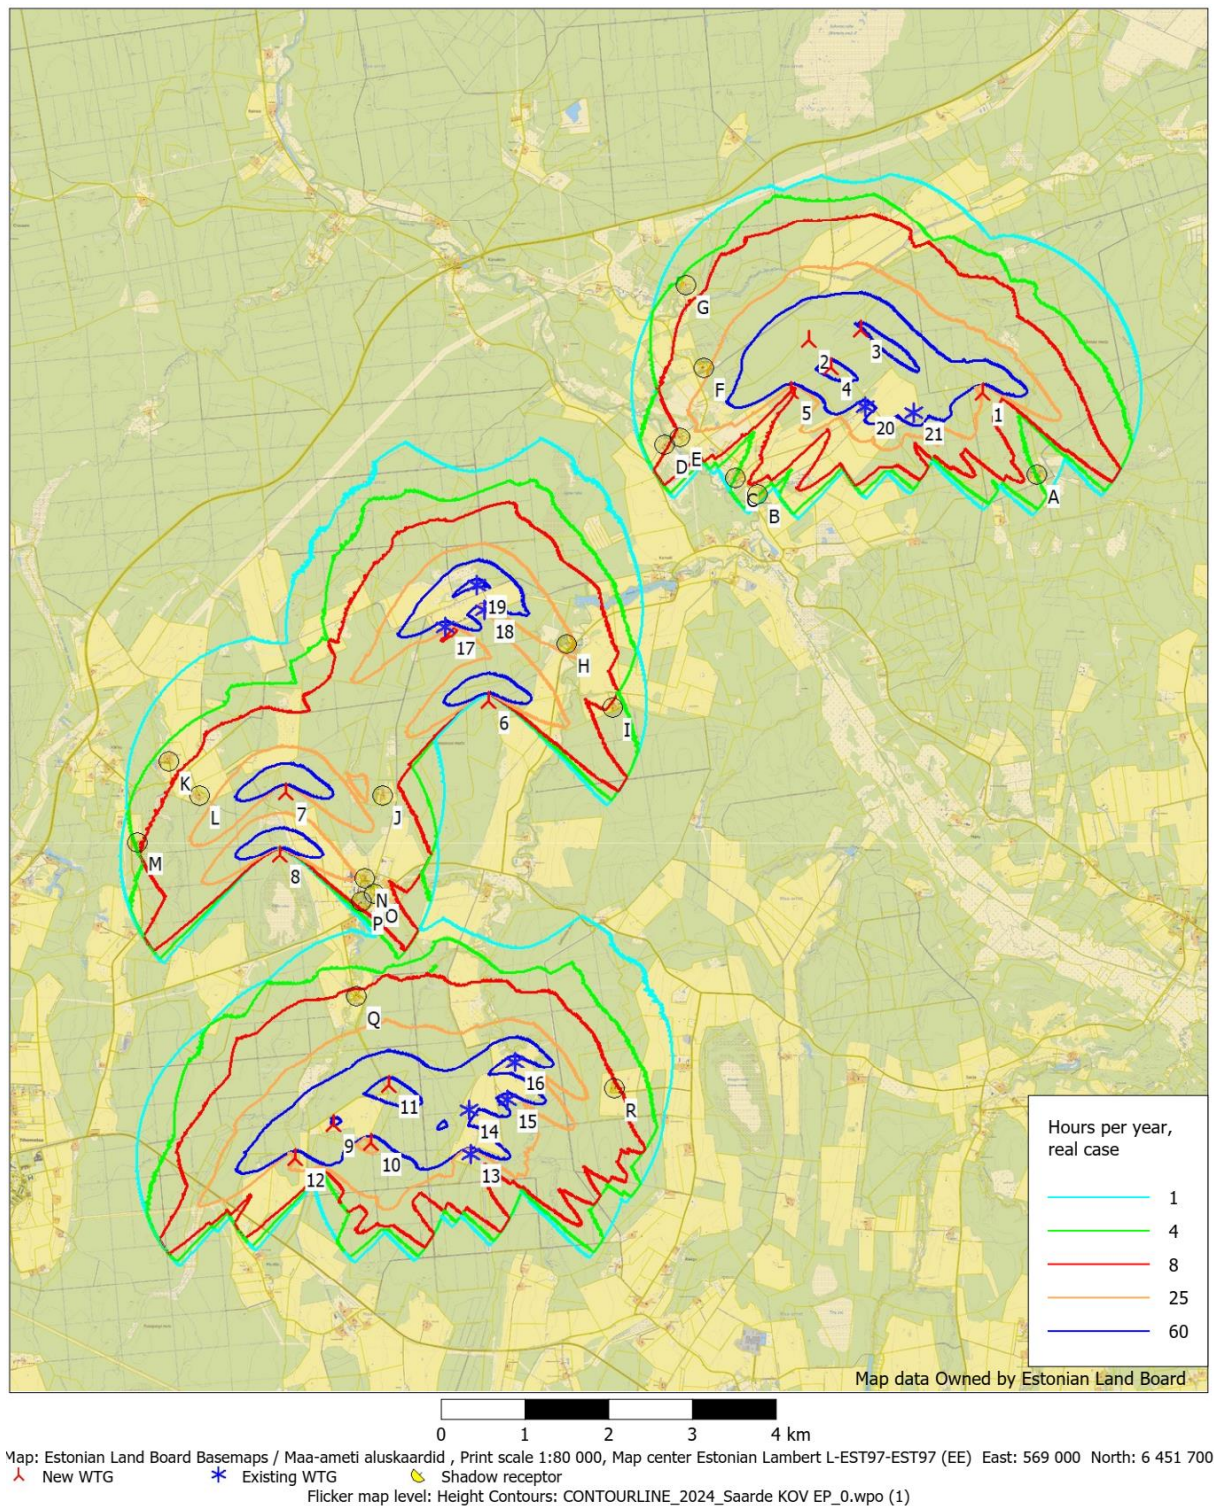 G
F
3
2
4
5
1
20
21
E
D
A
C
B
19
18
17
H
6
I
K
L
7
J
M
8
N
O
P
Q
16
11
R
15
14
9
10
13
12
Hours per year,
real case
1
4
8
25
60
Map data Owned by Estonian Land Board
0 1 2 3 4 km
Map: Estonian Land Board Basemaps / Maa-ameti aluskaardid , Print scale 1:80 000, Map center Estonian Lambert L-EST97-EST97 (EE) East: 569 000 North: 6 451 700
New WTG Existing WTG Shadow receptor
Flicker map level: Height Contours: CONTOURLINE_2024_Saarde KOV EP_0.wpo (1)